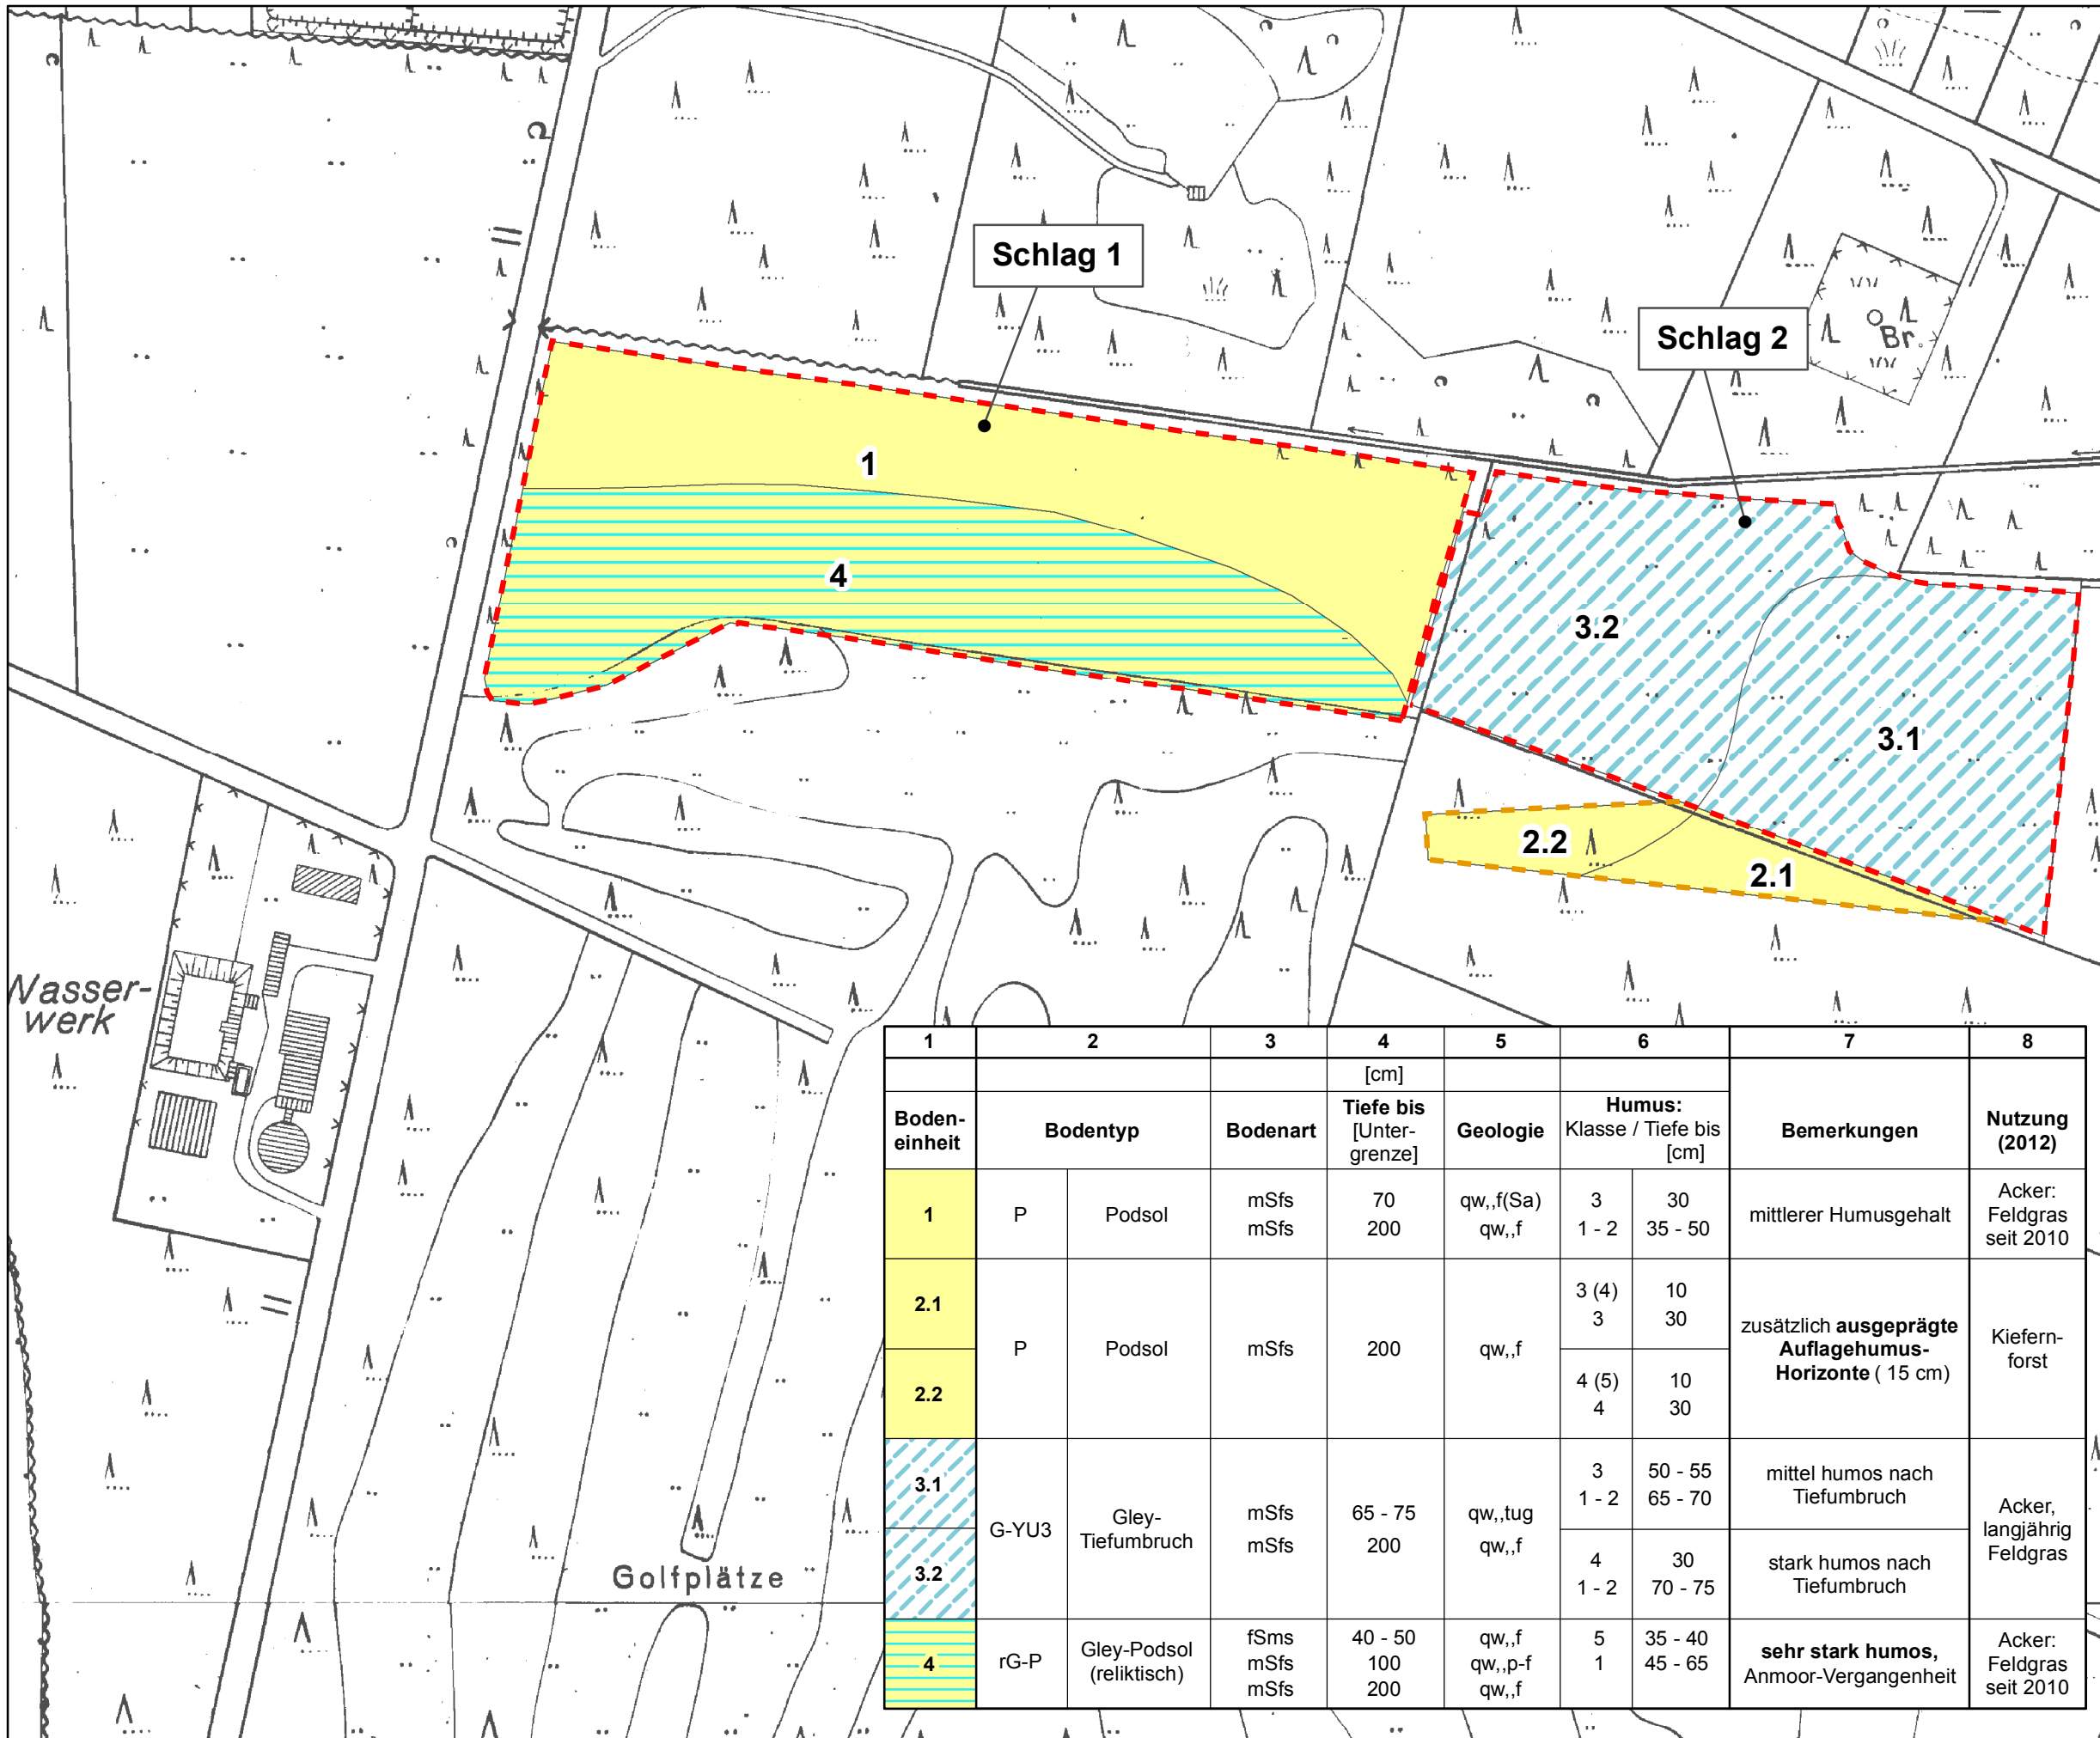 Schlag 1
Schlag 2
Br.
1
4
3.2
3.1
2.2
2.1
Wasser-
werk
Golfplätze
1 2 3 4 5 6 7 8
[cm]
Boden-
einheit
Bodentyp
Bodenart
Tiefe bis
[Unter-
grenze]
Geologie
Humus:
Klasse / Tiefe bis
[cm]
Bemerkungen
Nutzung
(2012)
1
P
Podsol
mSfs 70 qw,,f(Sa) 3 30
mSfs 200 qw,,f 1 - 2 35 - 50
mittlerer Humusgehalt
Acker:
Feldgras
seit 2010
2.1
2.2
P
Podsol
mSfs
200
qw,,f
3 (4) 10
3 30
4 (5) 10
4 30
zusätzlich ausgeprägte
Auflagehumus-
Horizonte ( 15 cm)
Kiefern-
forst
3.1
3.2
G-YU3
Gley-
Tiefumbruch
mSfs 65 - 75 qw,,tug
mSfs 200 qw,,f
3 50 - 55
1 - 2 65 - 70
mittel humos nach
Tiefumbruch
4 30
1 - 2 70 - 75
stark humos nach
Tiefumbruch
Acker,
langjährig
Feldgras
4
rG-P
Gley-Podsol
(reliktisch)
fSms 40 - 50 qw,,f 5 35 - 40
mSfs 100 qw,,p-f 1 45 - 65
mSfs 200 qw,,f
sehr stark humos,
Anmoor-Vergangenheit
Acker:
Feldgras
seit 2010